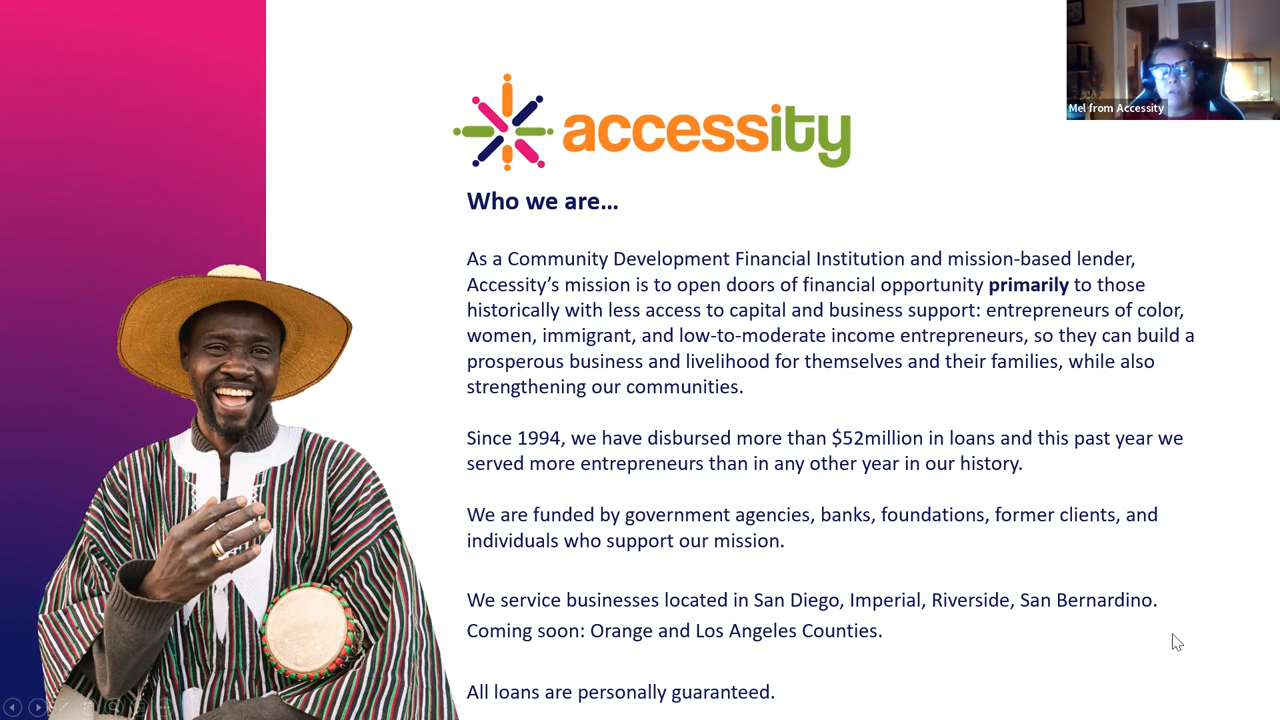 Mel from Accessity
accessity
Who we are...
As a Community Development Financial Institution and mission-based lender,
Accessity's mission is to open doors of financial opportunity primarily to those
historically with less access to capital and business support: entrepreneurs of color,
women, immigrant, and low-to-moderate income entrepreneurs, so they can build a
prosperous business and livelihood for themselves and their families, while also
strengthening our communities.
Since 1994, we have disbursed more than $52million in loans and this past year we
served more entrepreneurs than in any other year in our history.
We are funded by government agencies, banks, foundations, former clients, and
individuals who support our mission.
We service businesses located in San Diego, Imperial, Riverside, San Bernardino.
Coming soon: Orange and Los Angeles Counties.
All loans are personally guaranteed.